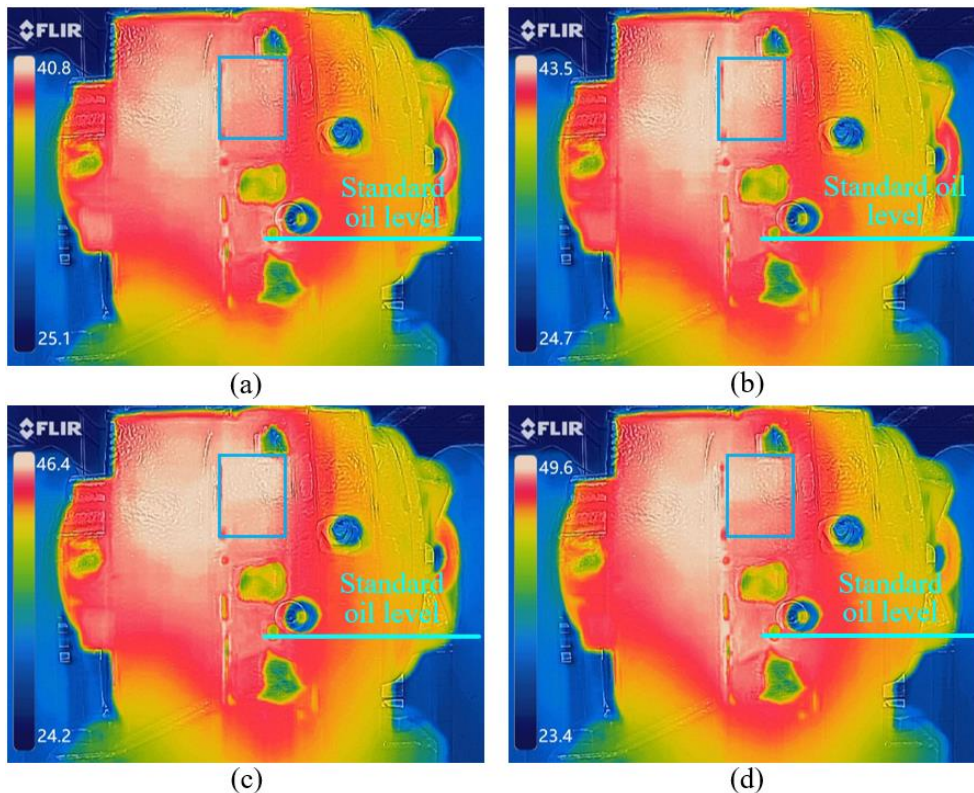 FLIR
40.8
Standard
oil level
25.1
(a)
FLIR
43.5
Standard oil
level
24.7
(b)
FLIR
46.4
Standard
oil level
24.2
(c)
FLIR
49.6
Standard
oil level
23.4
(d)